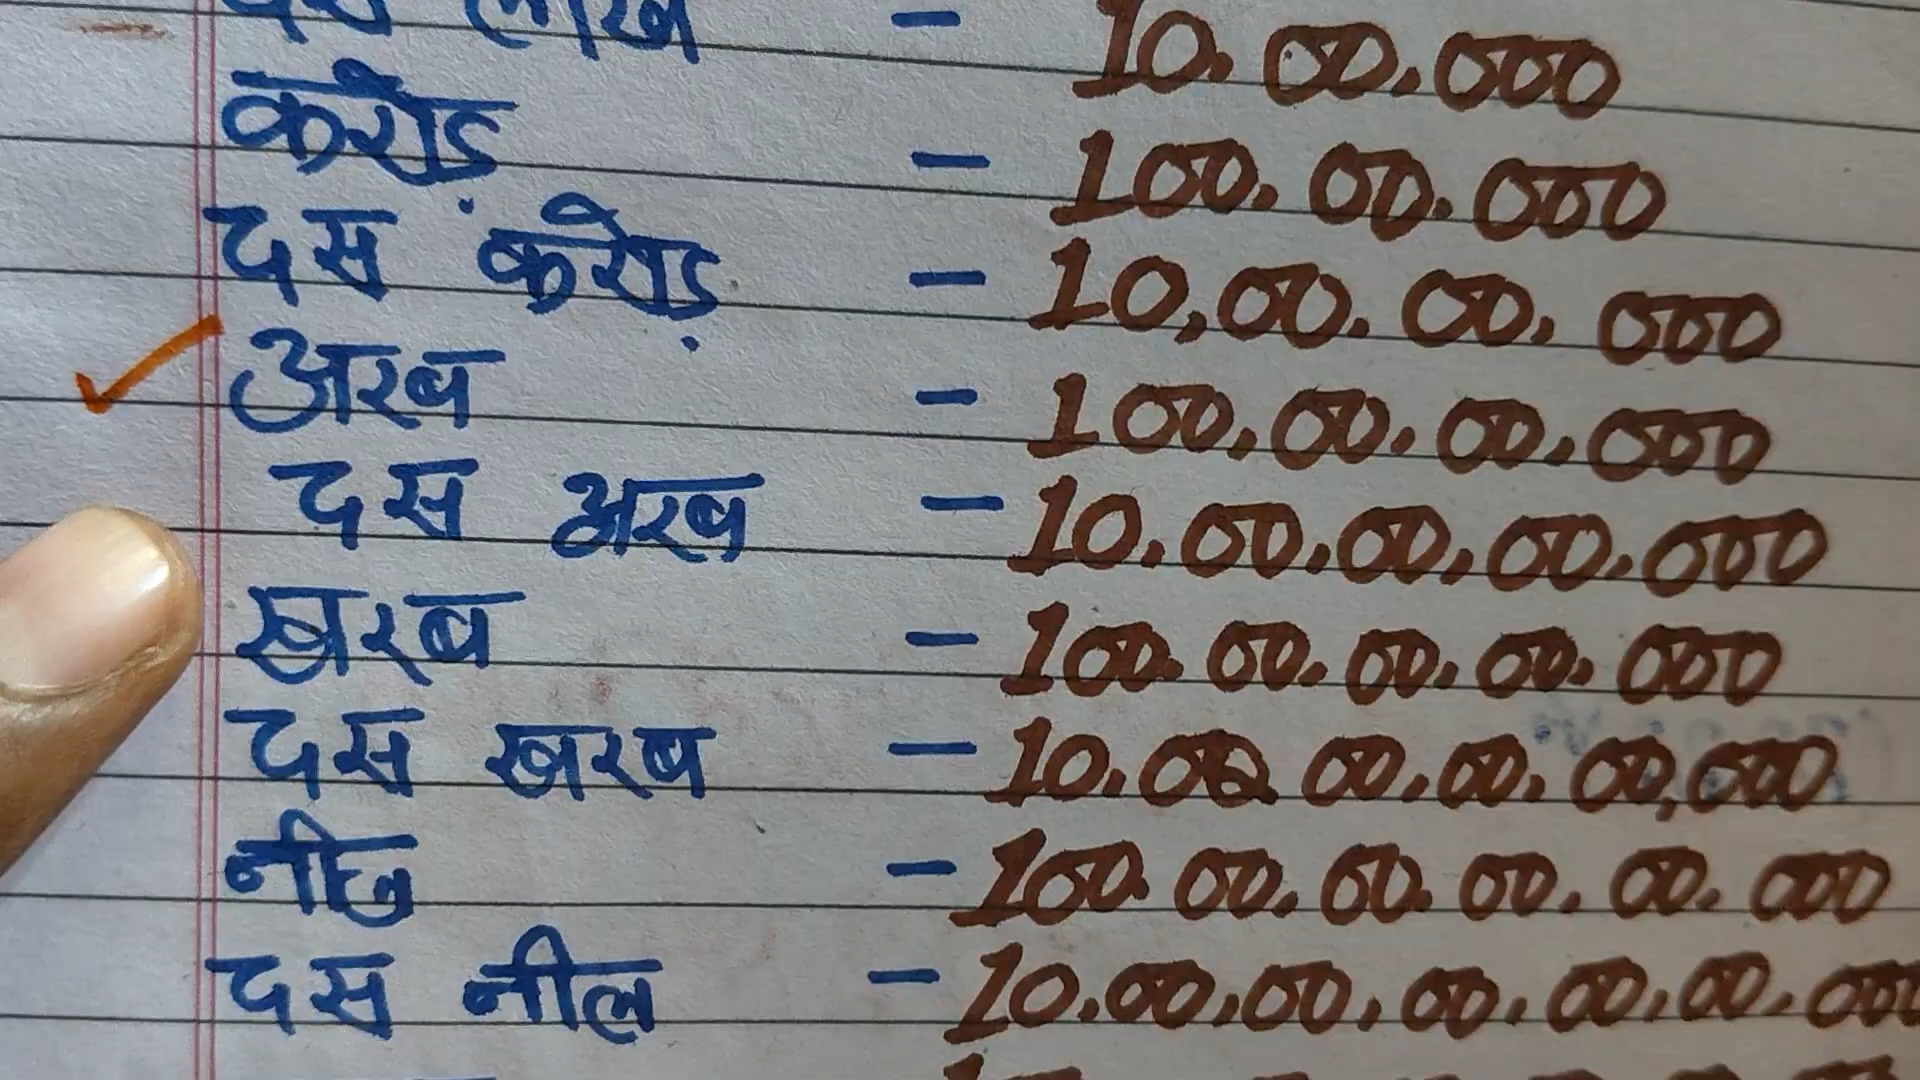 दस लाख - 10.00.000
करोड़ - 100.00.000
दस करोड़ - 10,00.00.000
अरब - 100,00.00,000
दस अरब - 10.00.00,00.000
खरब - 100.00.00.00.000
दस खरब - 10.00 00.00.00,000
नील - 100.00.00.00.00.000
दस नील - 10.00,00,00.00,00.000